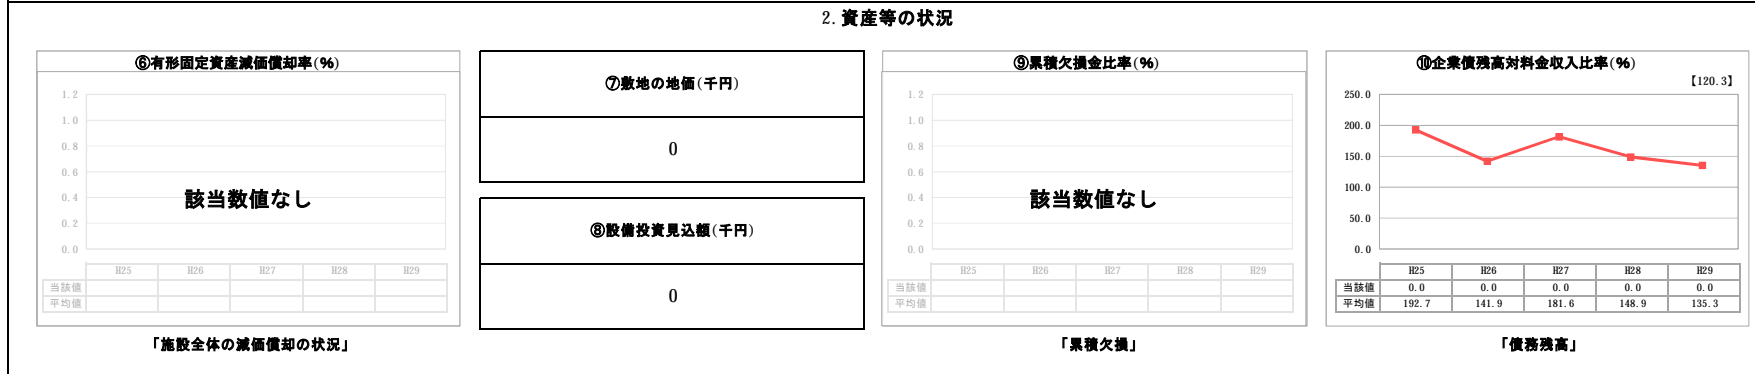 2. 資産等の状況
⑥有形固定資産減価償却率(%)
1.2
1.0
0.8
0.6
0.4
0.2
0.0
該当数値なし
H25 H26 H27 H28 H29
当該値
平均値
「施設全体の減価償却の状況」
⑦敷地の地価(千円)
0
⑧設備投資見込額(千円)
0
⑨累積欠損金比率(%)
1.2
1.0
0.8
0.6
0.4
0.2
0.0
該当数値なし
H25 H26 H27 H28 H29
当該値
平均値
「累積欠損」
⑩企業債残高対料金収入比率(%)
【120.3】
250.0
200.0
150.0
100.0
50.0
0.0
H25 H26 H27 H28 H29
当該値 0.0 0.0 0.0 0.0 0.0
平均値 192.7 141.9 181.6 148.9 135.3
「債務残高」